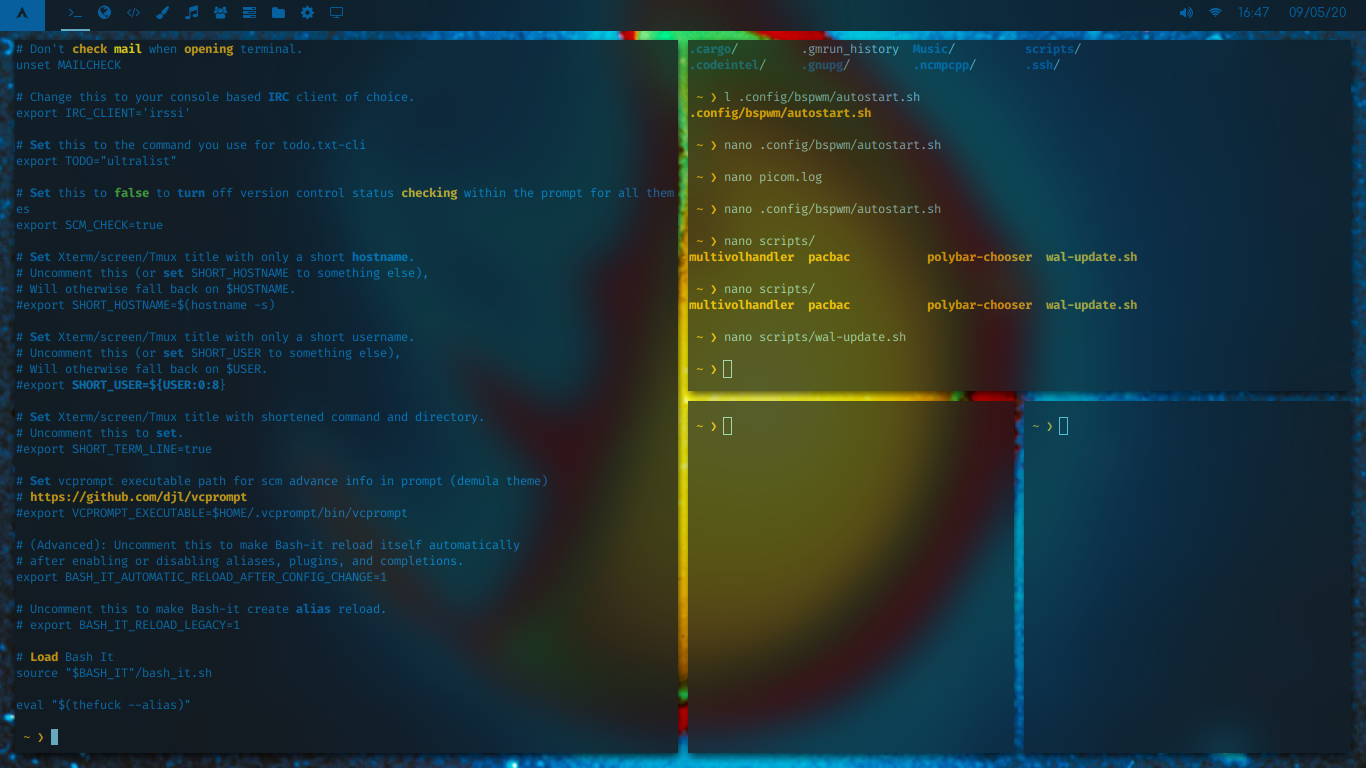 >_ </> 16:47 09/05/20
# Don't check mail when opening terminal.
unset MAILCHECK
# Change this to your console based IRC client of choice.
export IRC_CLIENT='irssi'
# Set this to the command you use for todo.txt-cli
export TODO="ultralist"
# Set this to false to turn off version control status checking within the prompt for all them
es
export SCM_CHECK=true
# Set Xterm/screen/Tmux title with only a short hostname.
# Uncomment this (or set SHORT_HOSTNAME to something else),
# Will otherwise fall back on $HOSTNAME.
#export SHORT_HOSTNAME=$(hostname -s)
# Set Xterm/screen/Tmux title with only a short username.
# Uncomment this (or set SHORT_USER to something else),
# Will otherwise fall back on $USER.
#export SHORT_USER=${USER:0:8}
# Set Xterm/screen/Tmux title with shortened command and directory.
# Uncomment this to set.
#export SHORT_TERM_LINE=true
# Set vcprompt executable path for scm advance info in prompt (demula theme)
# https://github.com/djl/vcprompt
#export VCPROMPT_EXECUTABLE=$HOME/.vcprompt/bin/vcprompt
# (Advanced): Uncomment this to make Bash-it reload itself automatically
# after enabling or disabling aliases, plugins, and completions.
export BASH_IT_AUTOMATIC_RELOAD_AFTER_CONFIG_CHANGE=1
# Uncomment this to make Bash-it create alias reload.
# export BASH_IT_RELOAD_LEGACY=1
# Load Bash It
source "$BASH_IT"/bash_it.sh
eval "$(thefuck --alias)"
~ ❯
.cargo/ .gmrun_history Music/ scripts/
.codeintel/ .gnupg/ .ncmpcpp/ .ssh/
~ ❯ l .config/bspwm/autostart.sh
.config/bspwm/autostart.sh
~ ❯ nano .config/bspwm/autostart.sh
~ ❯ nano picom.log
~ ❯ nano .config/bspwm/autostart.sh
~ ❯ nano scripts/
multivolhandler pacbac polybar-chooser wal-update.sh
~ ❯ nano scripts/
multivolhandler pacbac polybar-chooser wal-update.sh
~ ❯ nano scripts/wal-update.sh
~ ❯
~ ❯
~ ❯